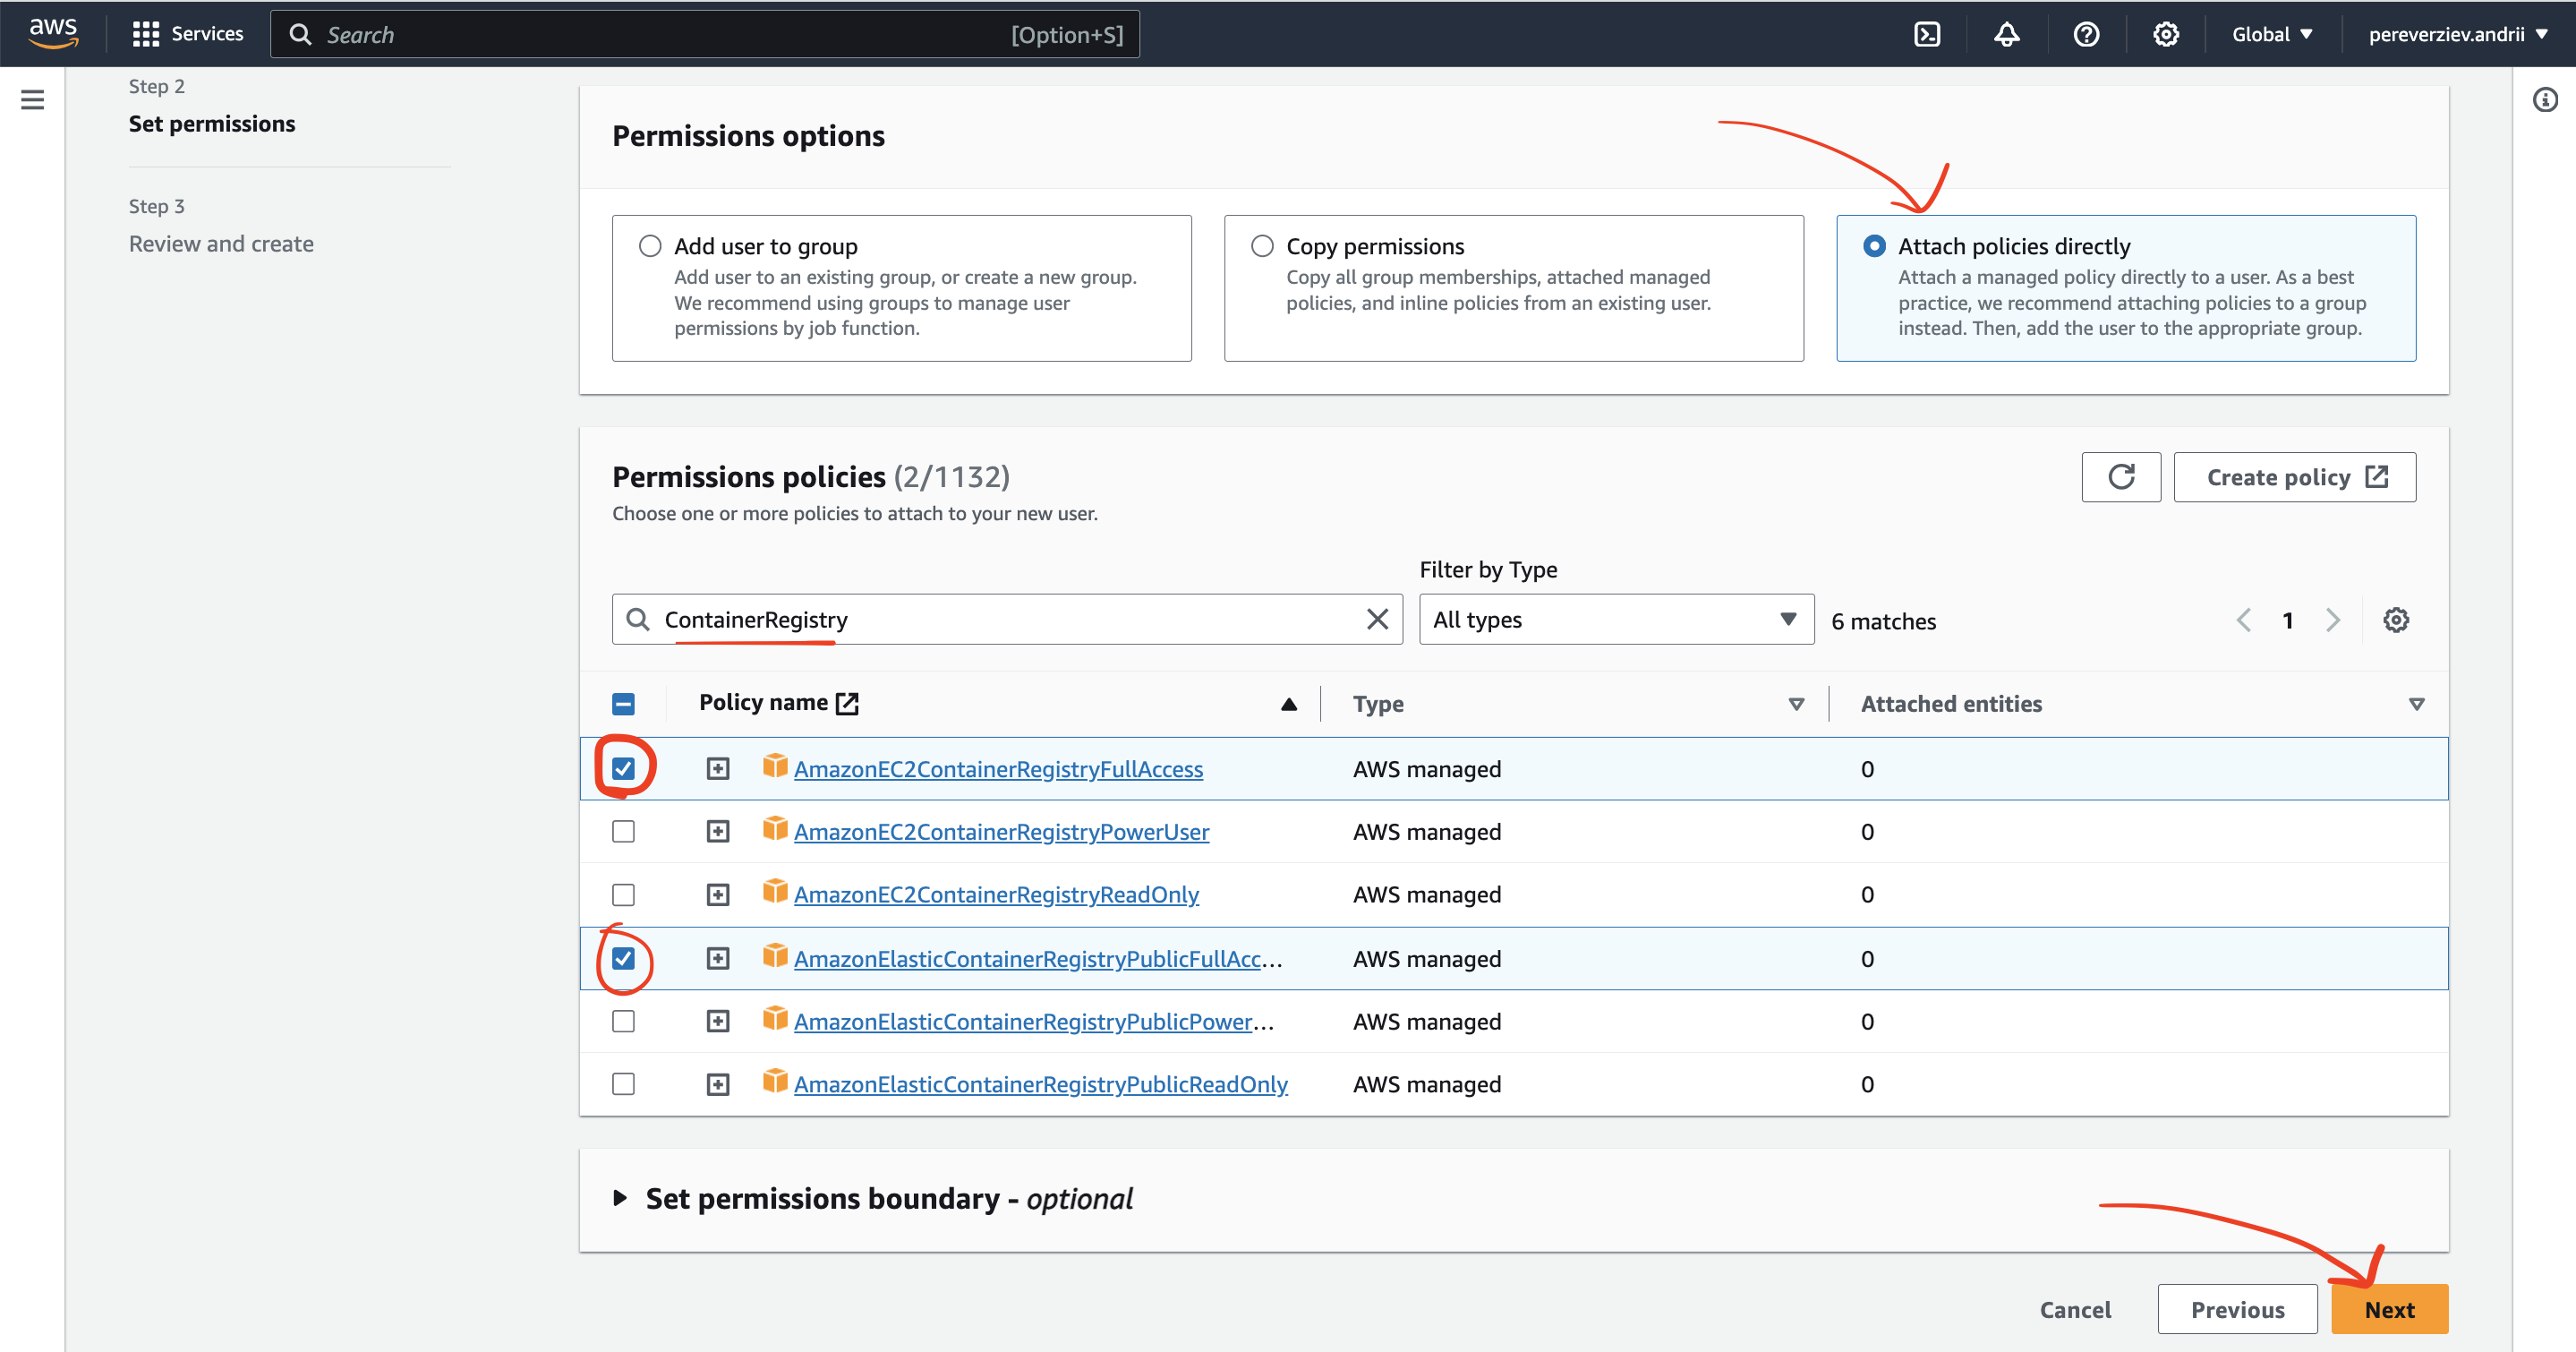 aws
Services
Search
[Option+S]
Global
pereverziev.andrii
Step 2
Set permissions
Step 3
Review and create
Permissions options
Add user to group
Add user to an existing group, or create a new group.
We recommend using groups to manage user
permissions by job function.
Copy permissions
Copy all group memberships, attached managed
policies, and inline policies from an existing user.
Attach policies directly
Attach a managed policy directly to a user. As a best
practice, we recommend attaching policies to a group
instead. Then, add the user to the appropriate group.
Permissions policies (2/1132)
Choose one or more policies to attach to your new user.
Create policy
Filter by Type
ContainerRegistry
All types
6 matches
1
Policy name
Type
Attached entities
AmazonEC2ContainerRegistryFullAccess AWS managed 0
AmazonEC2ContainerRegistryPowerUser AWS managed 0
AmazonEC2ContainerRegistryReadOnly AWS managed 0
AmazonElasticContainerRegistryPublicFullAcc... AWS managed 0
AmazonElasticContainerRegistryPublicPower... AWS managed 0
AmazonElasticContainerRegistryPublicReadOnly AWS managed 0
Set permissions boundary - optional
Cancel
Previous
Next